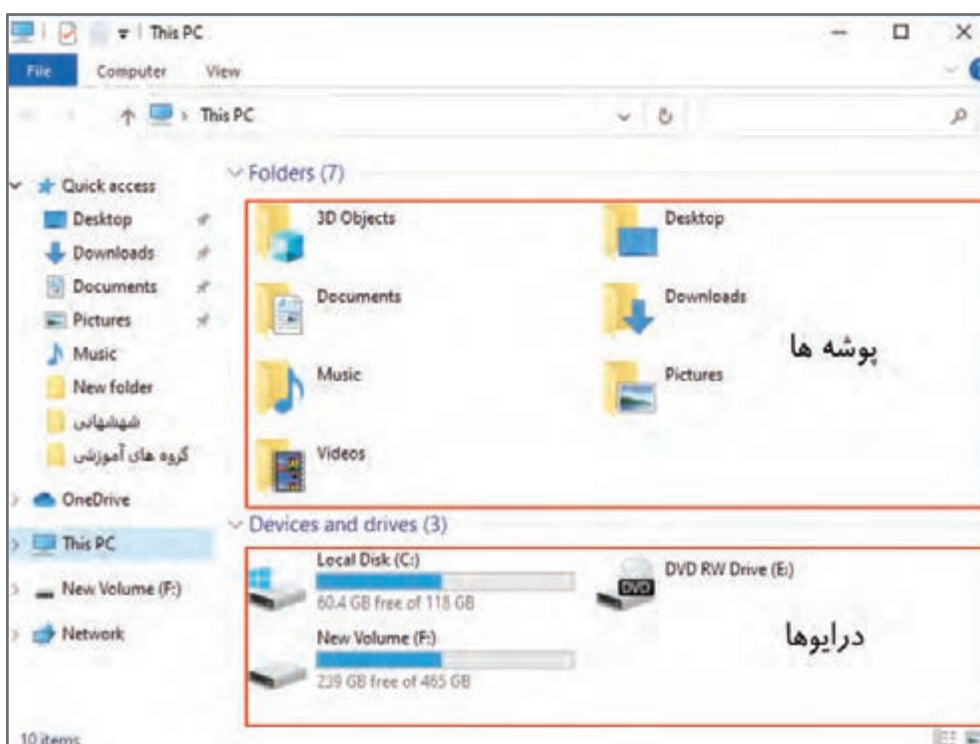 This PC
File Computer View
This PC
Quick access
Desktop
Downloads
Documents
Pictures
Music
New folder
شهشهانی
گروه های آموزشی
OneDrive
This PC
New Volume (F:)
Network
Folders (7)
3D Objects
Desktop
Documents
Downloads
پوشه ها
Music
Pictures
Videos
Devices and drives (3)
Local Disk (C:)
60.4 GB free of 118 GB
DVD RW Drive (E:)
DVD
New Volume (F:)
239 GB free of 465 GB
درایوها
10 items